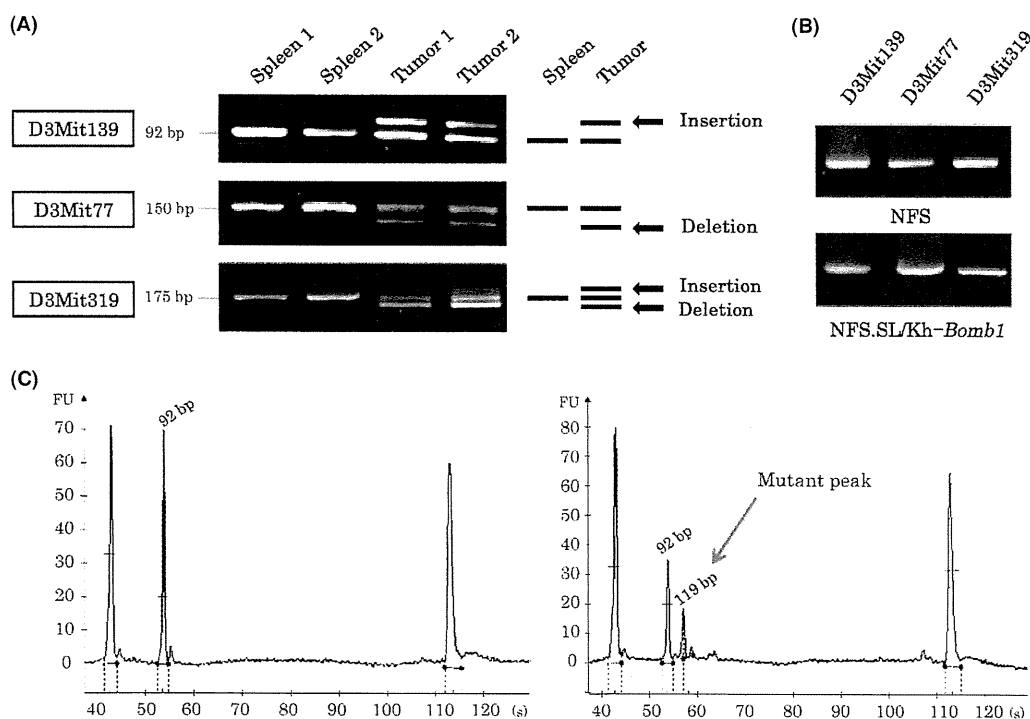 (A)
Spleen 1
Spleen 2
Tumor 1
Tumor 2
Spleen
Tumor
D3Mit139
92 bp
Insertion
D3Mit77
150 bp
Deletion
D3Mit319
175 bp
Insertion
Deletion
(B)
D3Mit139
D3Mit77
D3Mit319
NFS
NFS.SL/Kh-Bomb1
(C)
FU
70
60
50
40
30
20
10
0
92 bp
40 50 60 70 80 90 100 110 120 (s)
FU
80
70
60
50
40
30
20
10
0
92 bp
119 bp
Mutant peak
40 50 60 70 80 90 100 110 120 (s)